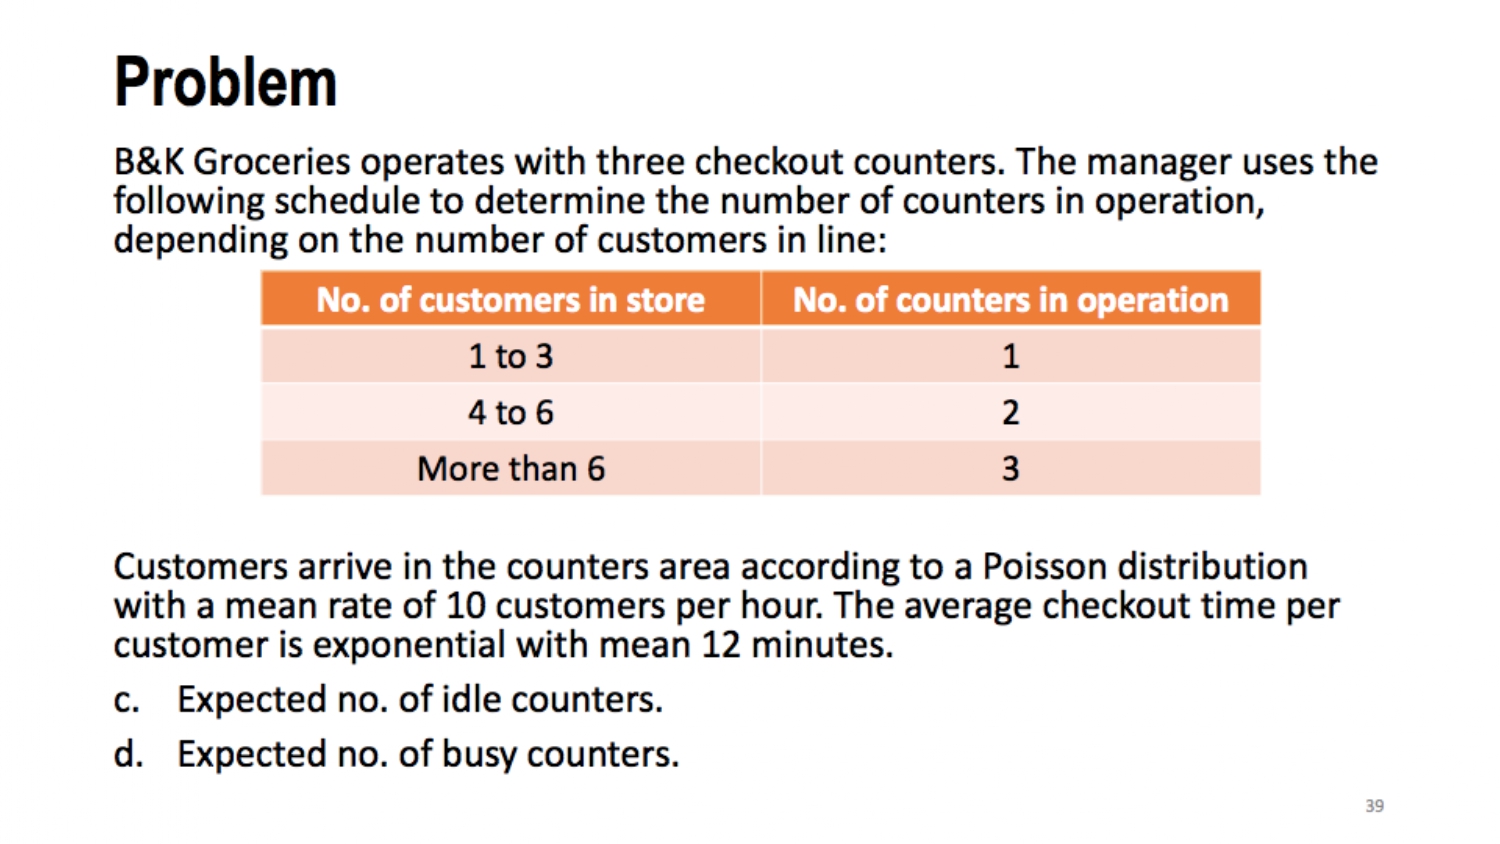 Problem
B&K Groceries operates with three checkout counters. The manager uses the
following schedule to determine the number of counters in operation,
depending on the number of customers in line:
No. of customers in store No. of counters in operation
1 to 3 1
4 to 6 2
More than 6 3
Customers arrive in the counters area according to a Poisson distribution
with a mean rate of 10 customers per hour. The average checkout time per
customer is exponential with mean 12 minutes.
c. Expected no. of idle counters.
d. Expected no. of busy counters.
39